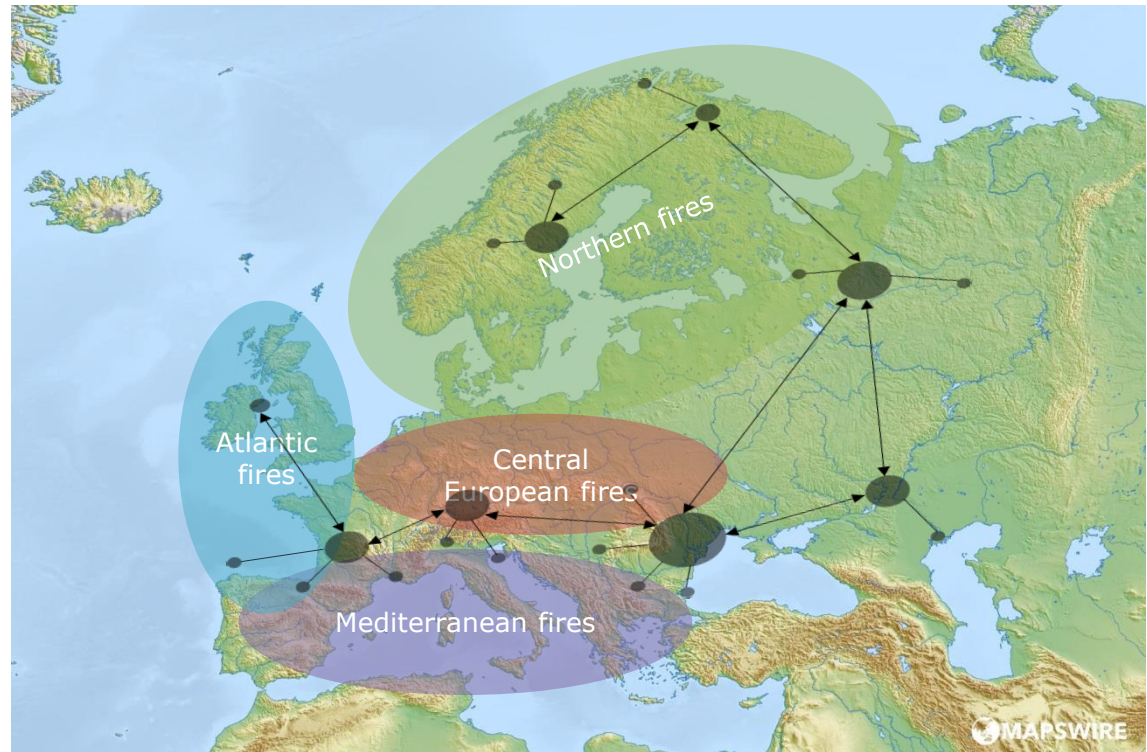 Northern fires
Atlantic
fires
Central
European fires
Mediterranean fires
MAPSWIRE